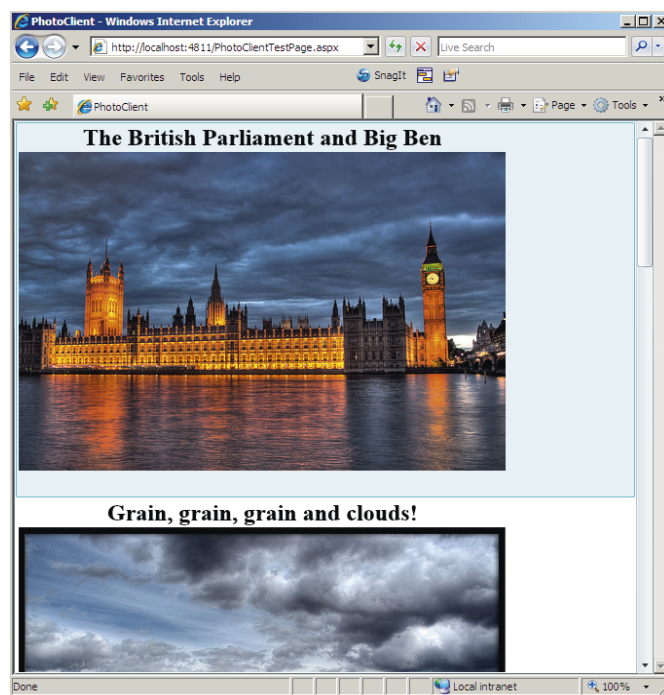 PhotoClient - Windows Internet Explorer
http://localhost:4811/PhotoClientTestPage.aspx
Live Search
File Edit View Favorites Tools Help
SnagIt
PhotoClient
Page
Tools
The British Parliament and Big Ben
Grain, grain, grain and clouds!
Done
Local intranet
100%